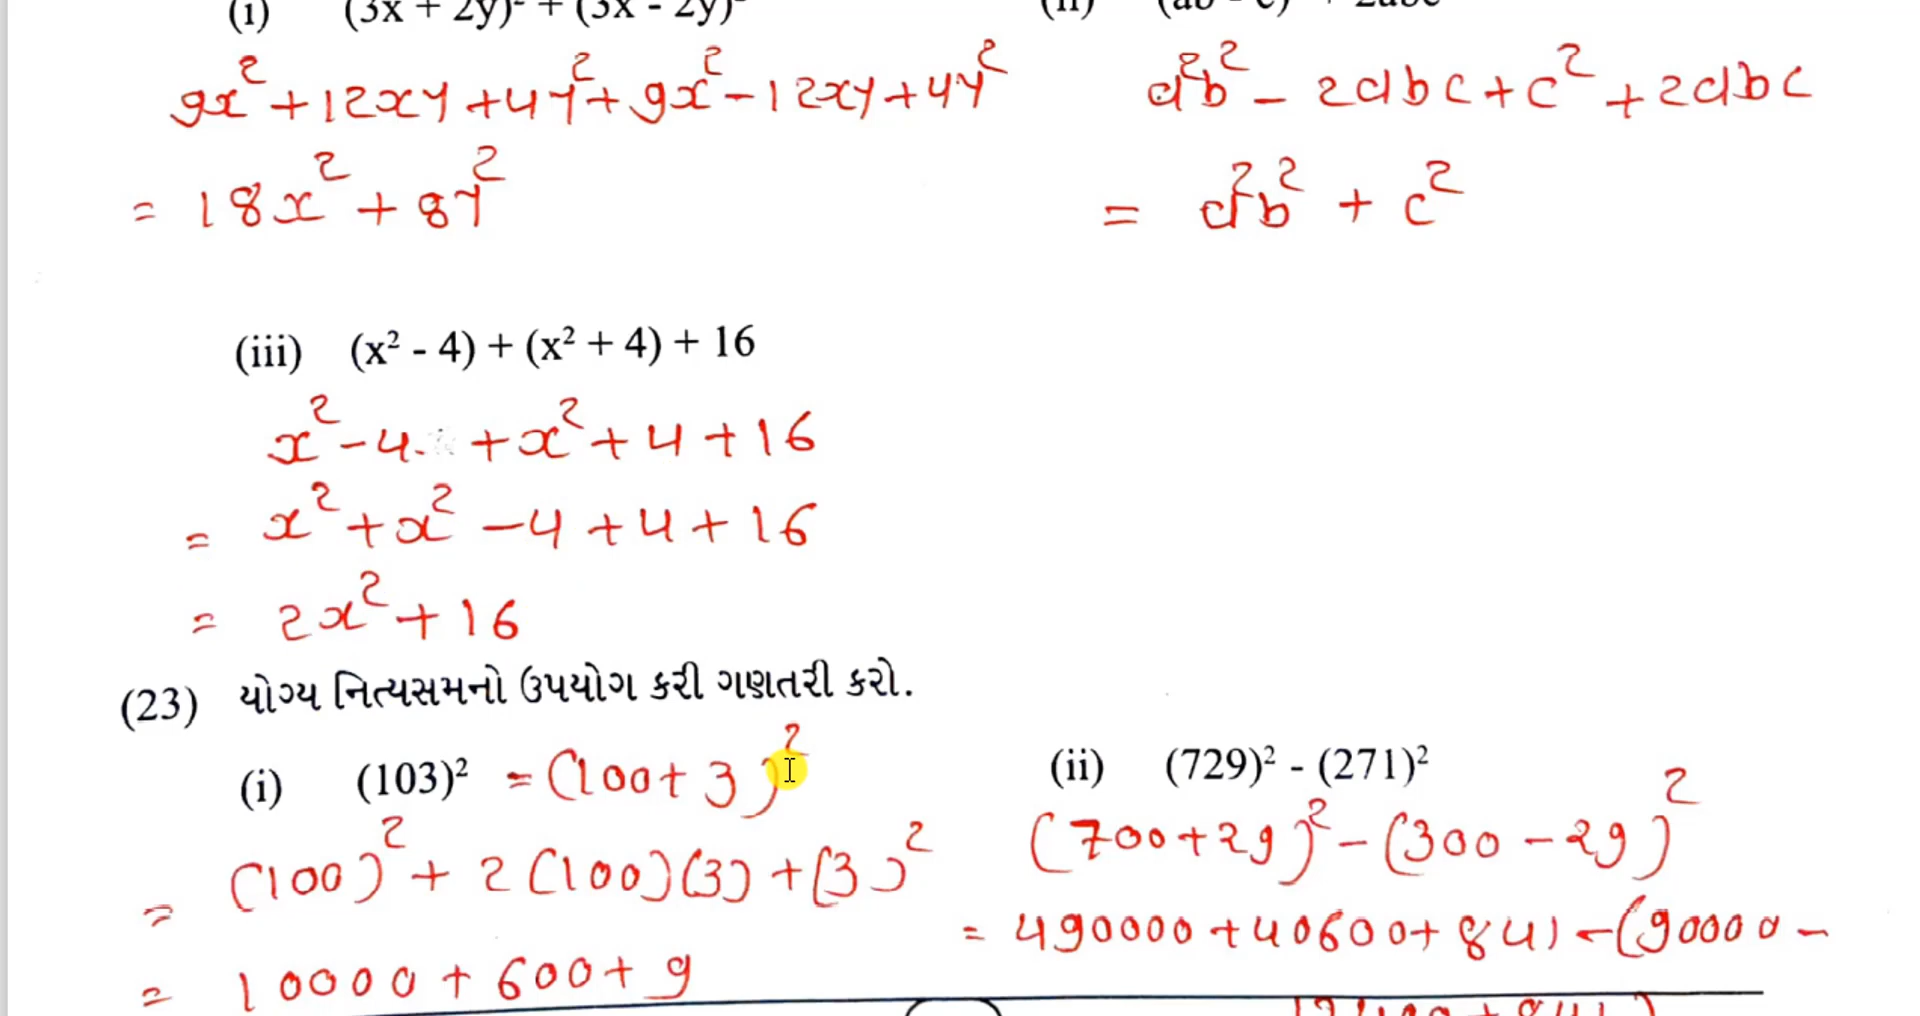 (i) (3x + 2y)² + (3x - 2y)²
(ii) (ab - c)² + 2abc
9x² + 12xy + 4y² + 9x² - 12xy + 4y²
a²b² - 2abc + c² + 2abc
= 18x² + 8y²
= a²b² + c²
(iii) (x² - 4) + (x² + 4) + 16
x² - 4 + x² + 4 + 16
= x² + x² - 4 + 4 + 16
= 2x² + 16
(23) યોગ્ય નિત્યસમનો ઉપયોગ કરી ગણતરી કરો.
(i) (103)² = (100 + 3)²
(ii) (729)² - (271)²
(700 + 29)² - (300 - 29)²
= (100)² + 2(100)(3) + (3)²
= 490000 + 40600 + 841 - (90000 -
= 10000 + 600 + 9